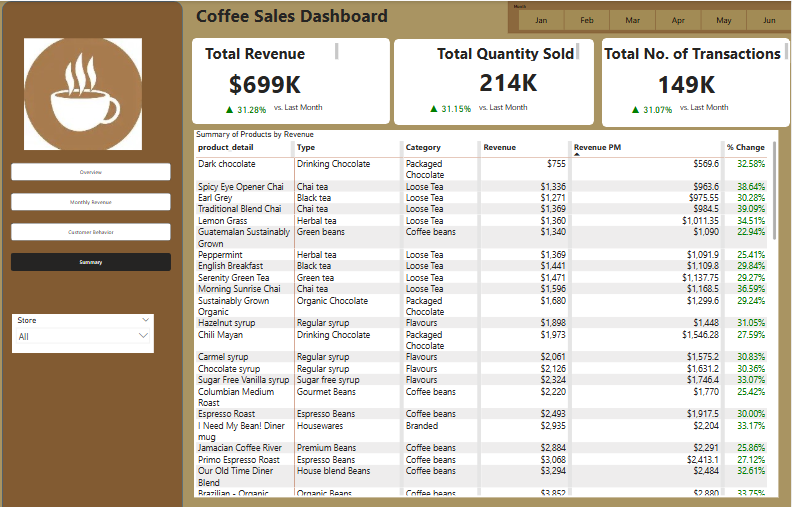 Coffee Sales Dashboard
Month
Jan Feb Mar Apr May Jun
Total Revenue
$699K
▲ 31.28% vs. Last Month
Total Quantity Sold
214K
▲ 31.15% vs. Last Month
Total No. of Transactions
149K
▲ 31.07% vs. Last Month
Overview
Monthly Revenue
Customer Behavior
Summary
Store
All
Summary of Products by Revenue
product_detail Type Category Revenue Revenue PM % Change
Dark chocolate Drinking Chocolate Packaged $755 $569.6 32.58%
Chocolate
Spicy Eye Opener Chai Chai tea Loose Tea $1,336 $963.6 38.64%
Earl Grey Black tea Loose Tea $1,271 $975.55 30.28%
Traditional Blend Chai Chai tea Loose Tea $1,369 $984.5 39.09%
Lemon Grass Herbal tea Loose Tea $1,360 $1,011.35 34.51%
Guatemalan Sustainably Green beans Coffee beans $1,340 $1,090 22.94%
Grown
Peppermint Herbal tea Loose Tea $1,369 $1,091.9 25.41%
English Breakfast Black tea Loose Tea $1,441 $1,109.8 29.84%
Serenity Green Tea Green tea Loose Tea $1,471 $1,137.75 29.27%
Morning Sunrise Chai Chai tea Loose Tea $1,596 $1,168.5 36.59%
Sustainably Grown Organic Chocolate Packaged $1,680 $1,299.6 29.24%
Organic Chocolate
Hazelnut syrup Regular syrup Flavours $1,898 $1,448 31.05%
Chili Mayan Drinking Chocolate Packaged $1,973 $1,546.28 27.59%
Chocolate
Carmel syrup Regular syrup Flavours $2,061 $1,575.2 30.83%
Chocolate syrup Regular syrup Flavours $2,126 $1,631.2 30.36%
Sugar Free Vanilla syrup Sugar free syrup Flavours $2,324 $1,746.4 33.07%
Columbian Medium Gourmet Beans Coffee beans $2,220 $1,770 25.42%
Roast
Espresso Roast Espresso Beans Coffee beans $2,493 $1,917.5 30.00%
I Need My Bean! Diner Housewares Branded $2,935 $2,204 33.17%
mug
Jamacian Coffee River Premium Beans Coffee beans $2,884 $2,291 25.86%
Primo Espresso Roast Espresso Beans Coffee beans $3,068 $2,413.1 27.12%
Our Old Time Diner House blend Beans Coffee beans $3,294 $2,484 32.61%
Blend
Brazilian - Organic Organic Beans Coffee beans $3,852 $2,880 33.75%